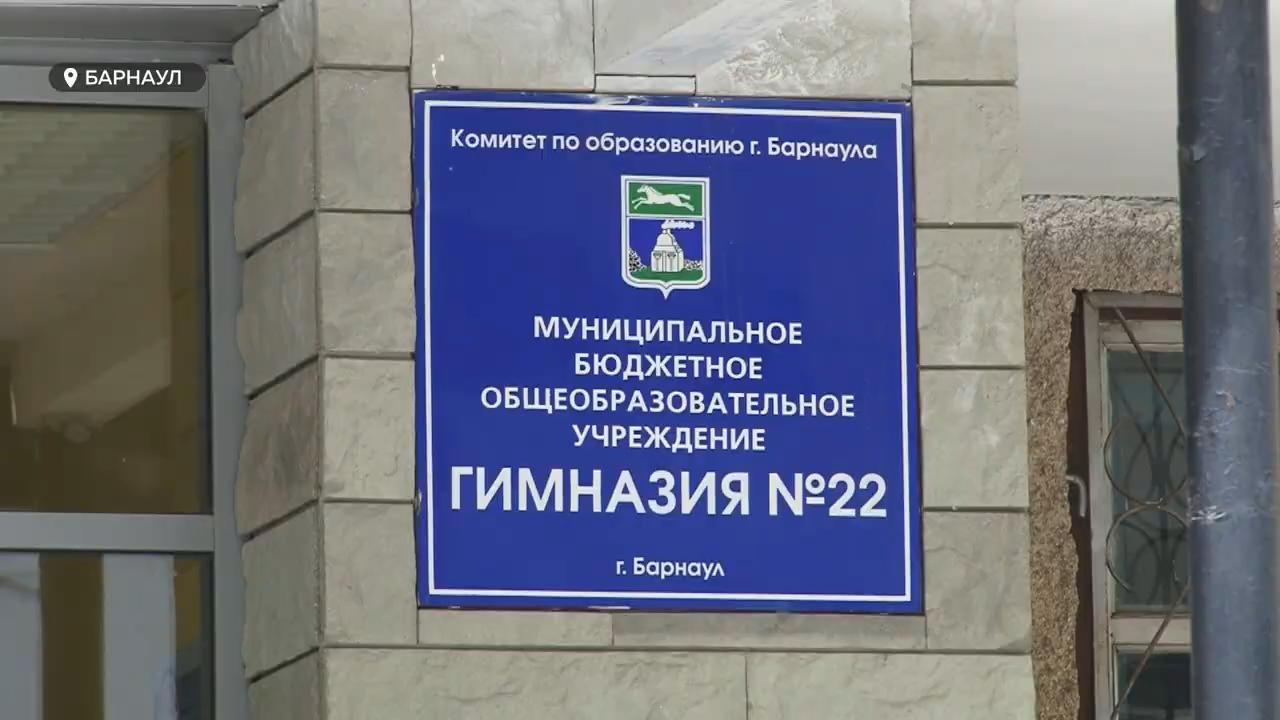 БАРНАУЛ
Комитет по образованию г. Барнаула
МУНИЦИПАЛЬНОЕ
БЮДЖЕТНОЕ
ОБЩЕОБРАЗОВАТЕЛЬНОЕ
УЧРЕЖДЕНИЕ
ГИМНАЗИЯ №22
г. Барнаул